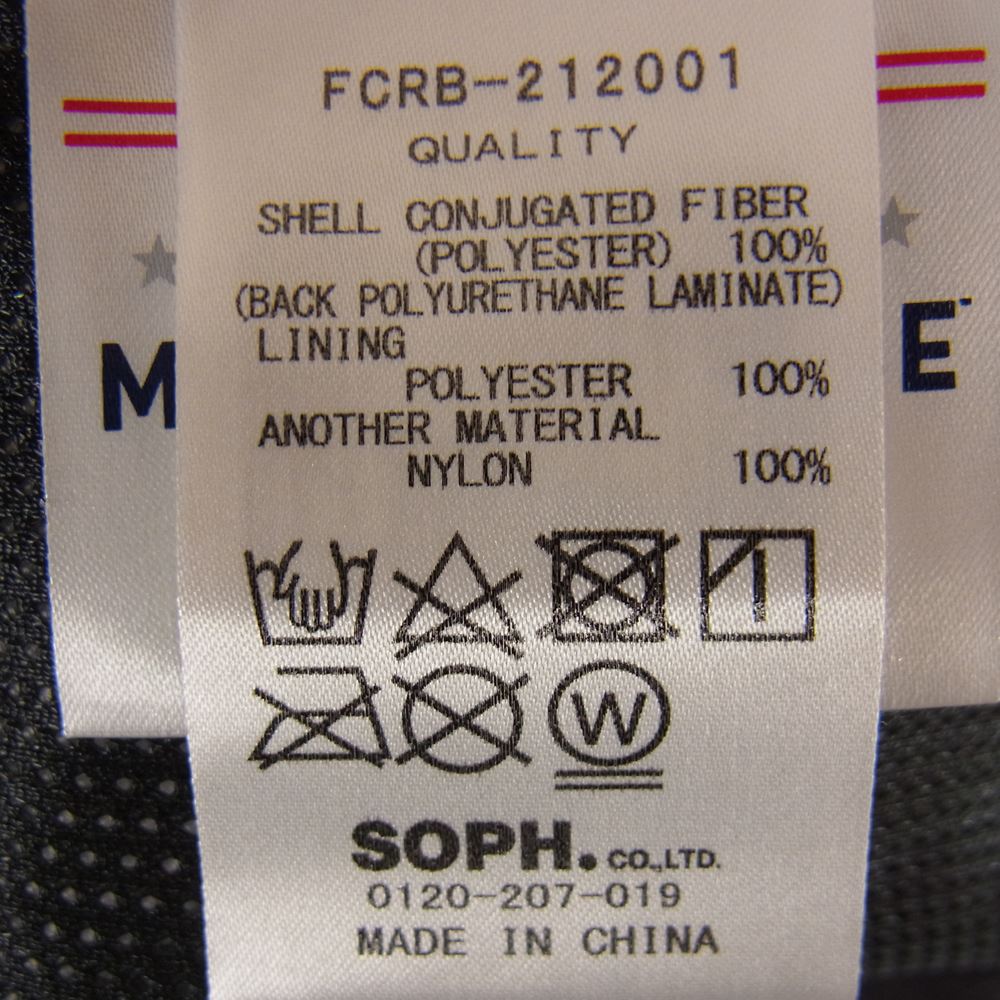 FCRB-212001
QUALITY
SHELL CONJUGATED FIBER
(POLYESTER) 100%
(BACK POLYURETHANE LAMINATE)
LINING
POLYESTER 100%
ANOTHER MATERIAL
NYLON 100%
M E
W
SOPH. CO.,LTD.
0120-207-019
MADE IN CHINA